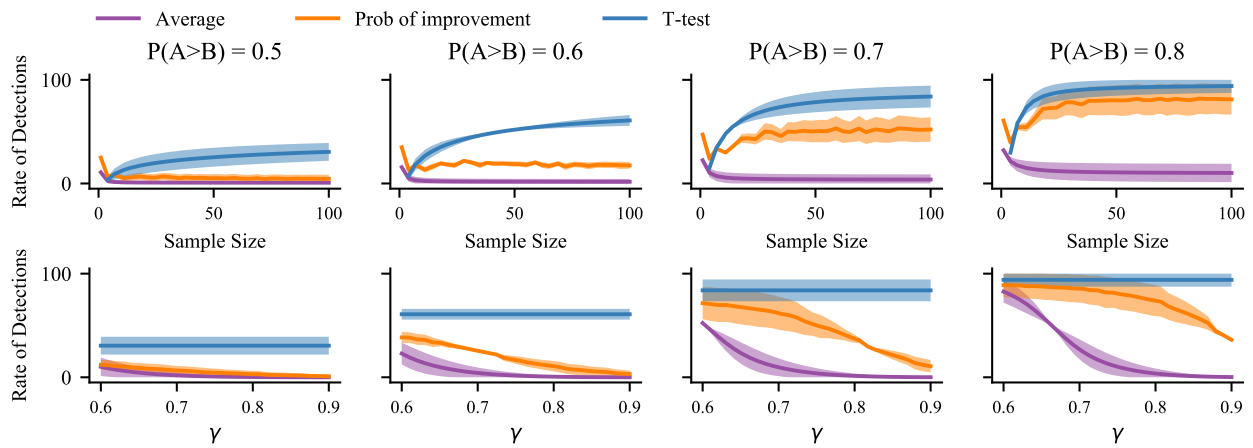 Average Prob of improvement T-test
P(A>B) = 0.5 P(A>B) = 0.6 P(A>B) = 0.7 P(A>B) = 0.8
Rate of Detections
100
0
0 50 100 0 50 100 0 50 100 0 50 100
Sample Size Sample Size Sample Size Sample Size
Rate of Detections
100
0
0.6 0.7 0.8 0.9 0.6 0.7 0.8 0.9 0.6 0.7 0.8 0.9 0.6 0.7 0.8 0.9
γ γ γ γ